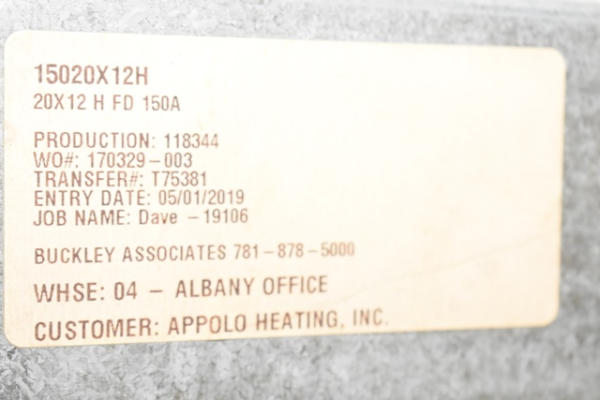 15020X12H
20X12 H FD 150A
PRODUCTION: 118344
WO#: 170329-003
TRANSFER#: T75381
ENTRY DATE: 05/01/2019
JOB NAME: Dave - 19106
BUCKLEY ASSOCIATES 781-878-5000
WHSE: 04 - ALBANY OFFICE
CUSTOMER: APPOLO HEATING, INC.